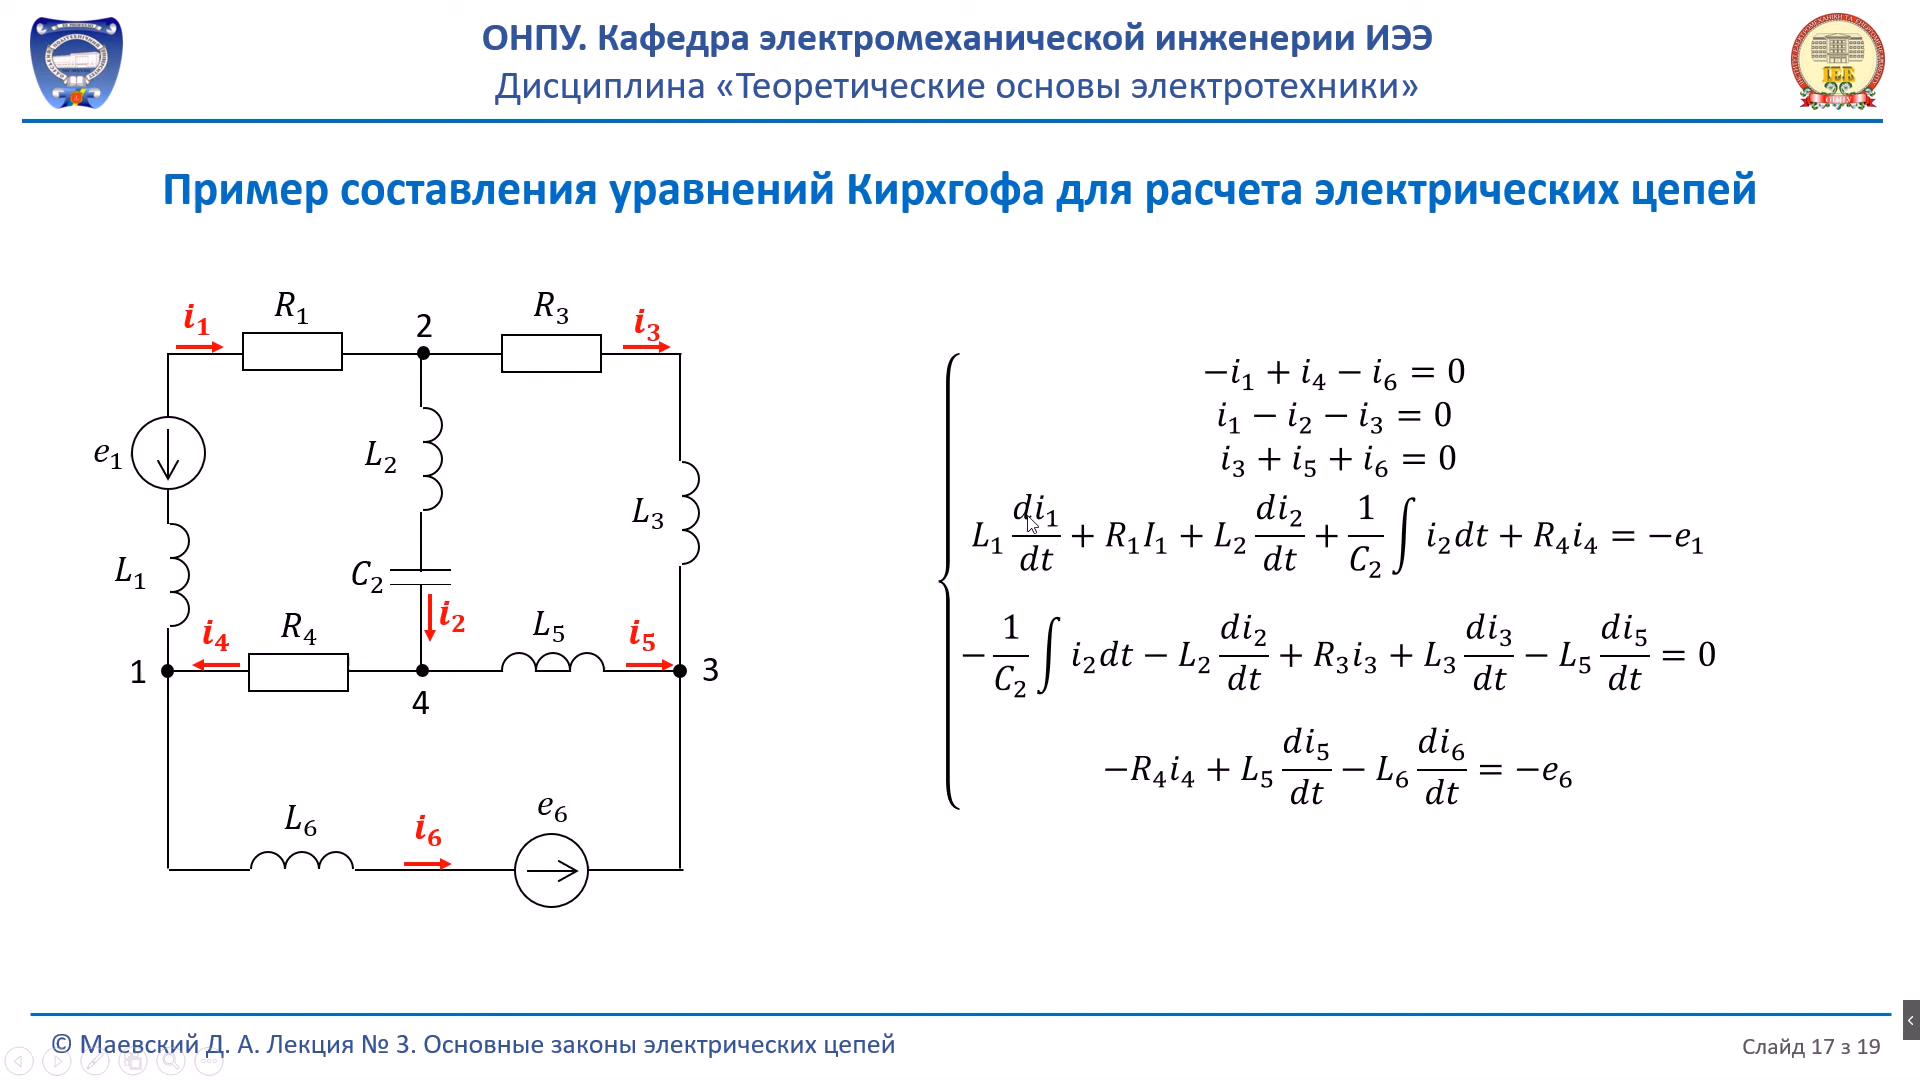 ОНПУ. Кафедра электромеханической инженерии ИЭЭ
Дисциплина «Теоретические основы электротехники»
Пример составления уравнений Кирхгофа для расчета электрических цепей
i₁
R₁
2
R₃
i₃
e₁
L₂
L₃
L₁
C₂
i₂
i₄
R₄
L₅
i₅
1
4
3
L₆
i₆
e₆
−i₁ + i₄ − i₆ = 0
i₁ − i₂ − i₃ = 0
i₃ + i₅ + i₆ = 0
L₁ di₁/dt + R₁I₁ + L₂ di₂/dt + 1/C₂ ∫ i₂dt + R₄i₄ = −e₁
−1/C₂ ∫ i₂dt − L₂ di₂/dt + R₃i₃ + L₃ di₃/dt − L₅ di₅/dt = 0
−R₄i₄ + L₅ di₅/dt − L₆ di₆/dt = −e₆
© Маевский Д. А. Лекция № 3. Основные законы электрических цепей
Слайд 17 з 19